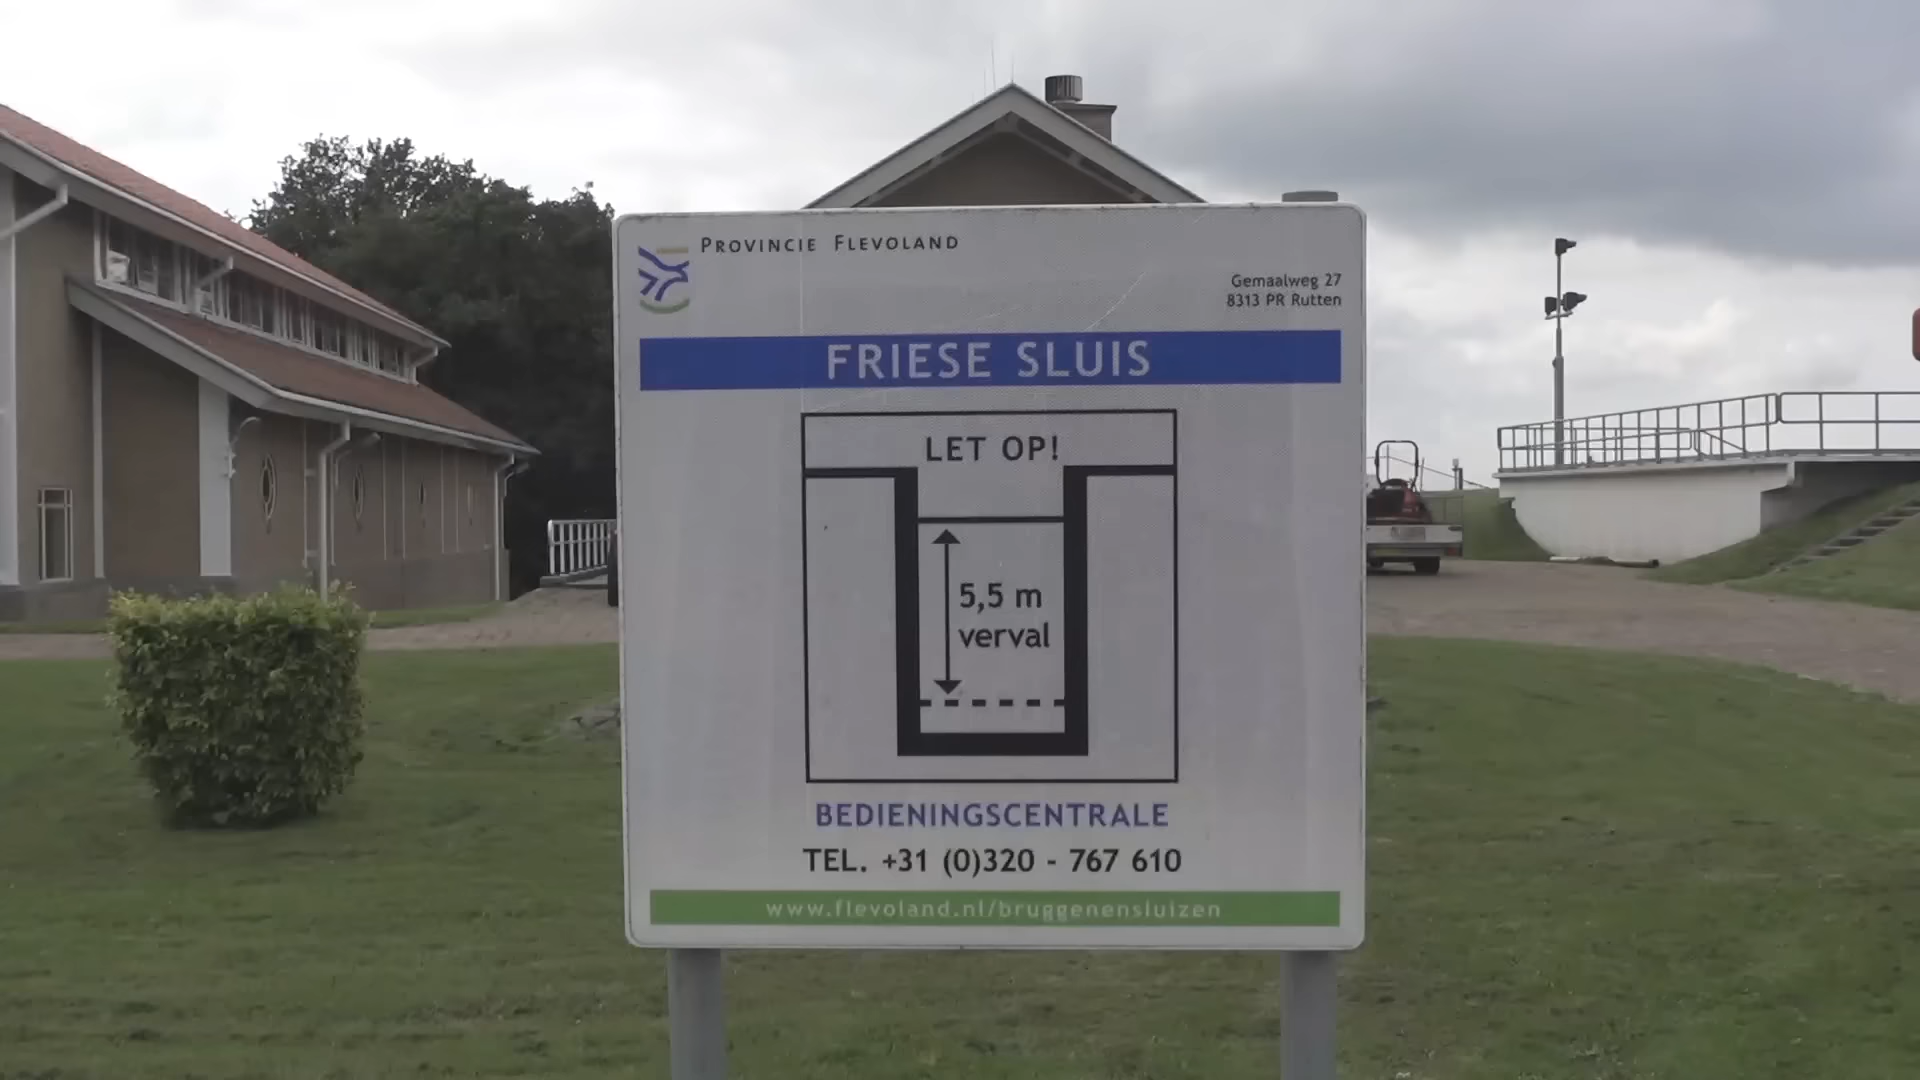 PROVINCIE FLEVOLAND
Gemaalweg 27
8313 PR Rutten
FRIESE SLUIS
LET OP!
5,5 m
verval
BEDIENINGSCENTRALE
TEL. +31 (0)320 - 767 610
www.flevoland.nl/bruggenensluizen